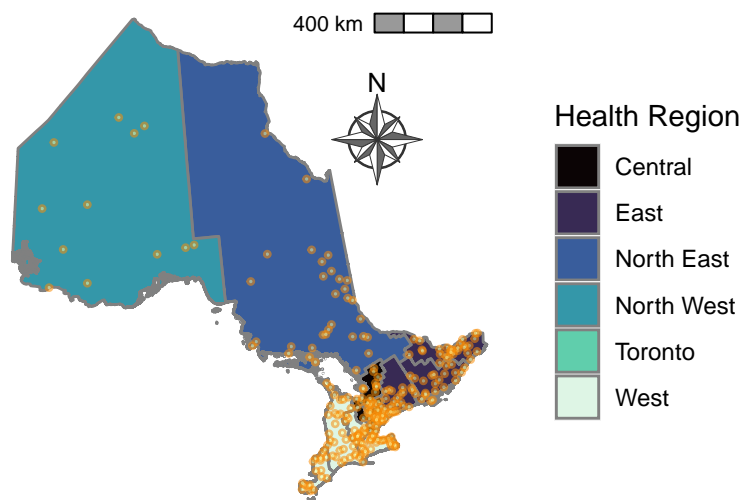 400 km
N
Health Region
Central
East
North East
North West
Toronto
West